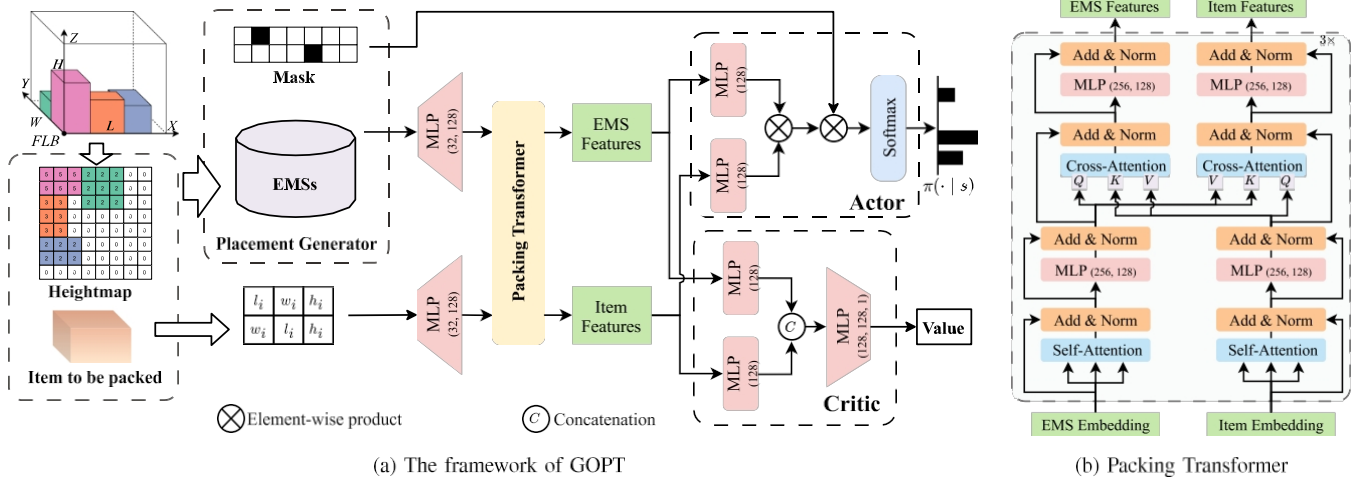 Z
H
Y
W
L
X
FLB
5 5 5 2 2 2 0 0
5 5 5 2 2 2 0 0
3 3 0 2 2 2 0 0
3 3 0 0 0 0 0 0
3 3 0 0 0 0 0 0
2 2 2 0 0 0 0 0
2 2 2 0 0 0 0 0
0 0 0 0 0 0 0 0
Heightmap
Item to be packed
Mask
EMSs
Placement Generator
l_i w_i h_i
w_i l_i h_i
MLP
(32, 128)
MLP
(32, 128)
Packing Transformer
EMS
Features
Item
Features
MLP
(128)
MLP
(128)
Softmax
π(· | s)
Actor
MLP
(128)
MLP
(128)
C
MLP
(128, 128, 1)
Value
Critic
Element-wise product
C Concatenation
(a) The framework of GOPT
EMS Features
Item Features
3×
Add & Norm
Add & Norm
MLP (256, 128)
MLP (256, 128)
Add & Norm
Add & Norm
Cross-Attention
Cross-Attention
Q K V V K Q
Add & Norm
Add & Norm
MLP (256, 128)
MLP (256, 128)
Add & Norm
Add & Norm
Self-Attention
Self-Attention
EMS Embedding
Item Embedding
(b) Packing Transformer